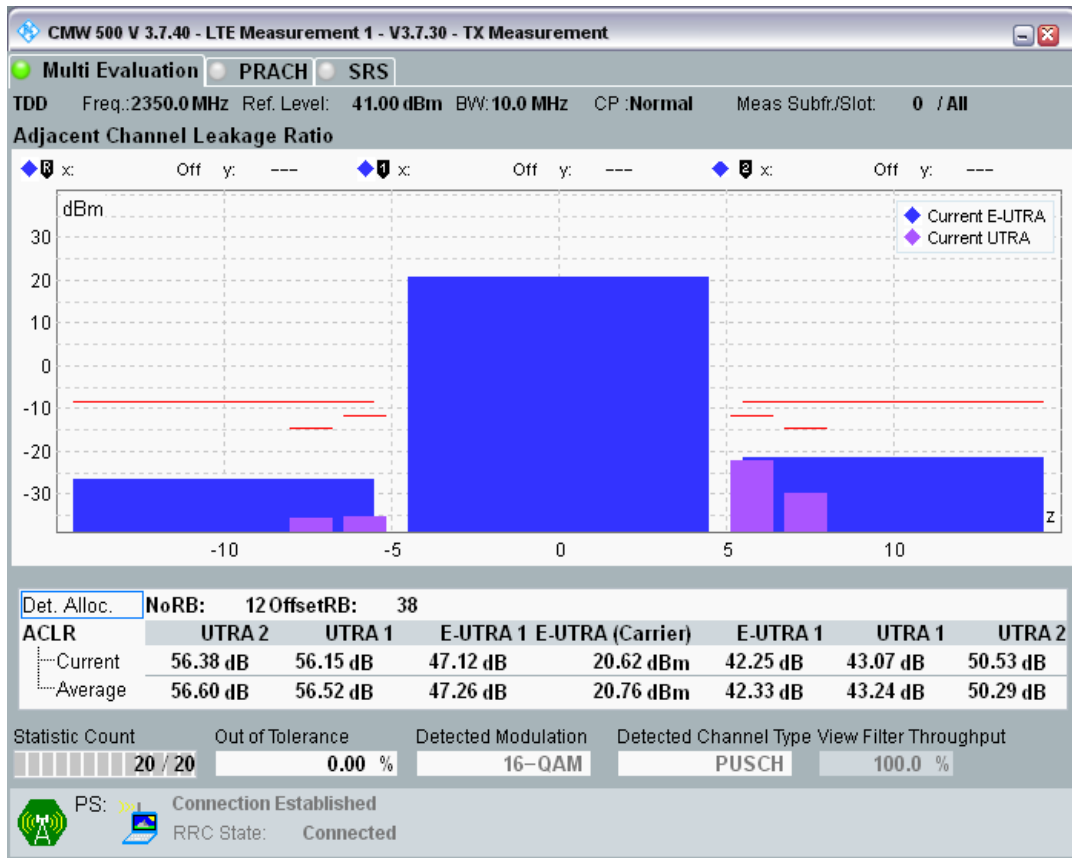 CMW 500 V 3.7.40 - LTE Measurement 1 - V3.7.30 - TX Measurement
Multi Evaluation PRACH SRS
TDD Freq.:2350.0 MHz Ref. Level: 41.00 dBm BW:10.0 MHz CP :Normal Meas Subfr./Slot: 0 / All
Adjacent Channel Leakage Ratio
R x: Off y: --- 1 x: Off y: --- 2 x: Off y: ---
dBm
Current E-UTRA
Current UTRA
30
20
10
0
-10
-20
-30
z
-10 -5 0 5 10
Det. Alloc. NoRB: 12 OffsetRB: 38
ACLR UTRA 2 UTRA 1 E-UTRA 1 E-UTRA (Carrier) E-UTRA 1 UTRA 1 UTRA 2
Current 56.38 dB 56.15 dB 47.12 dB 20.62 dBm 42.25 dB 43.07 dB 50.53 dB
Average 56.60 dB 56.52 dB 47.26 dB 20.76 dBm 42.33 dB 43.24 dB 50.29 dB
Statistic Count Out of Tolerance Detected Modulation Detected Channel Type View Filter Throughput
20 / 20 0.00 % 16-QAM PUSCH 100.0 %
PS: Connection Established
RRC State: Connected